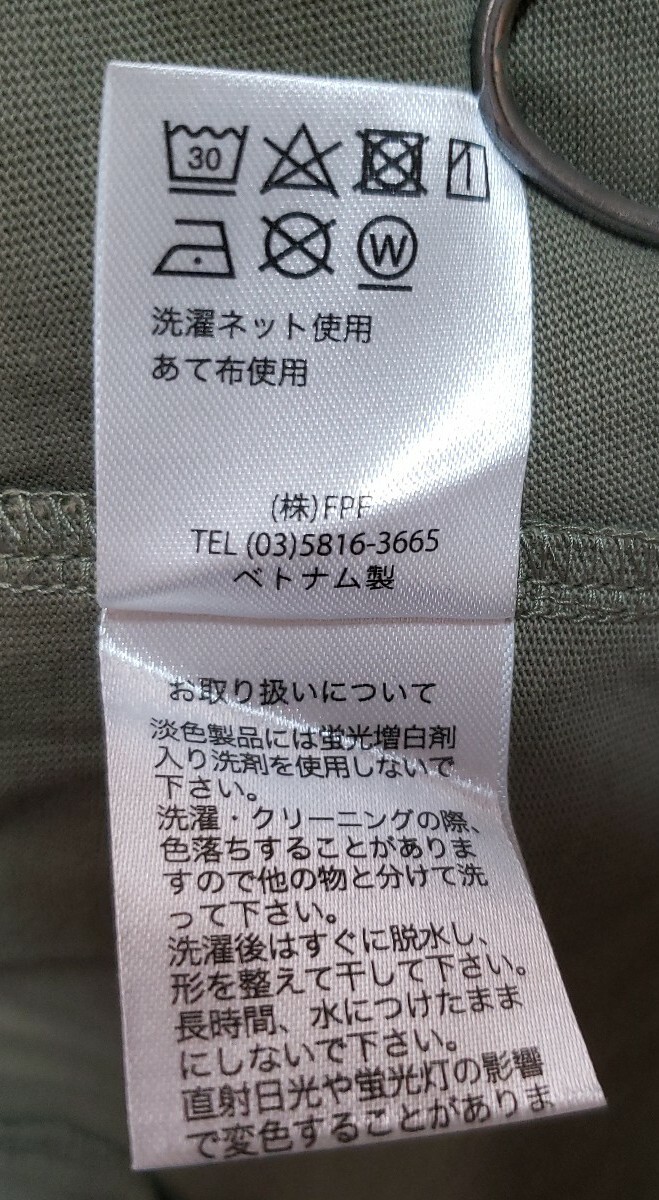 30
W
洗濯ネット使用
あて布使用
(株)FPF
TEL (03)5816-3665
ベトナム製
お取り扱いについて
淡色製品には蛍光増白剤
入り洗剤を使用しないで
下さい。
洗濯・クリーニングの際、
色落ちすることがありま
すので他の物と分けて洗
って下さい。
洗濯後はすぐに脱水し、
形を整えて干して下さい。
長時間、水につけたまま
にしないで下さい。
直射日光や蛍光灯の影響
で変色することがありま